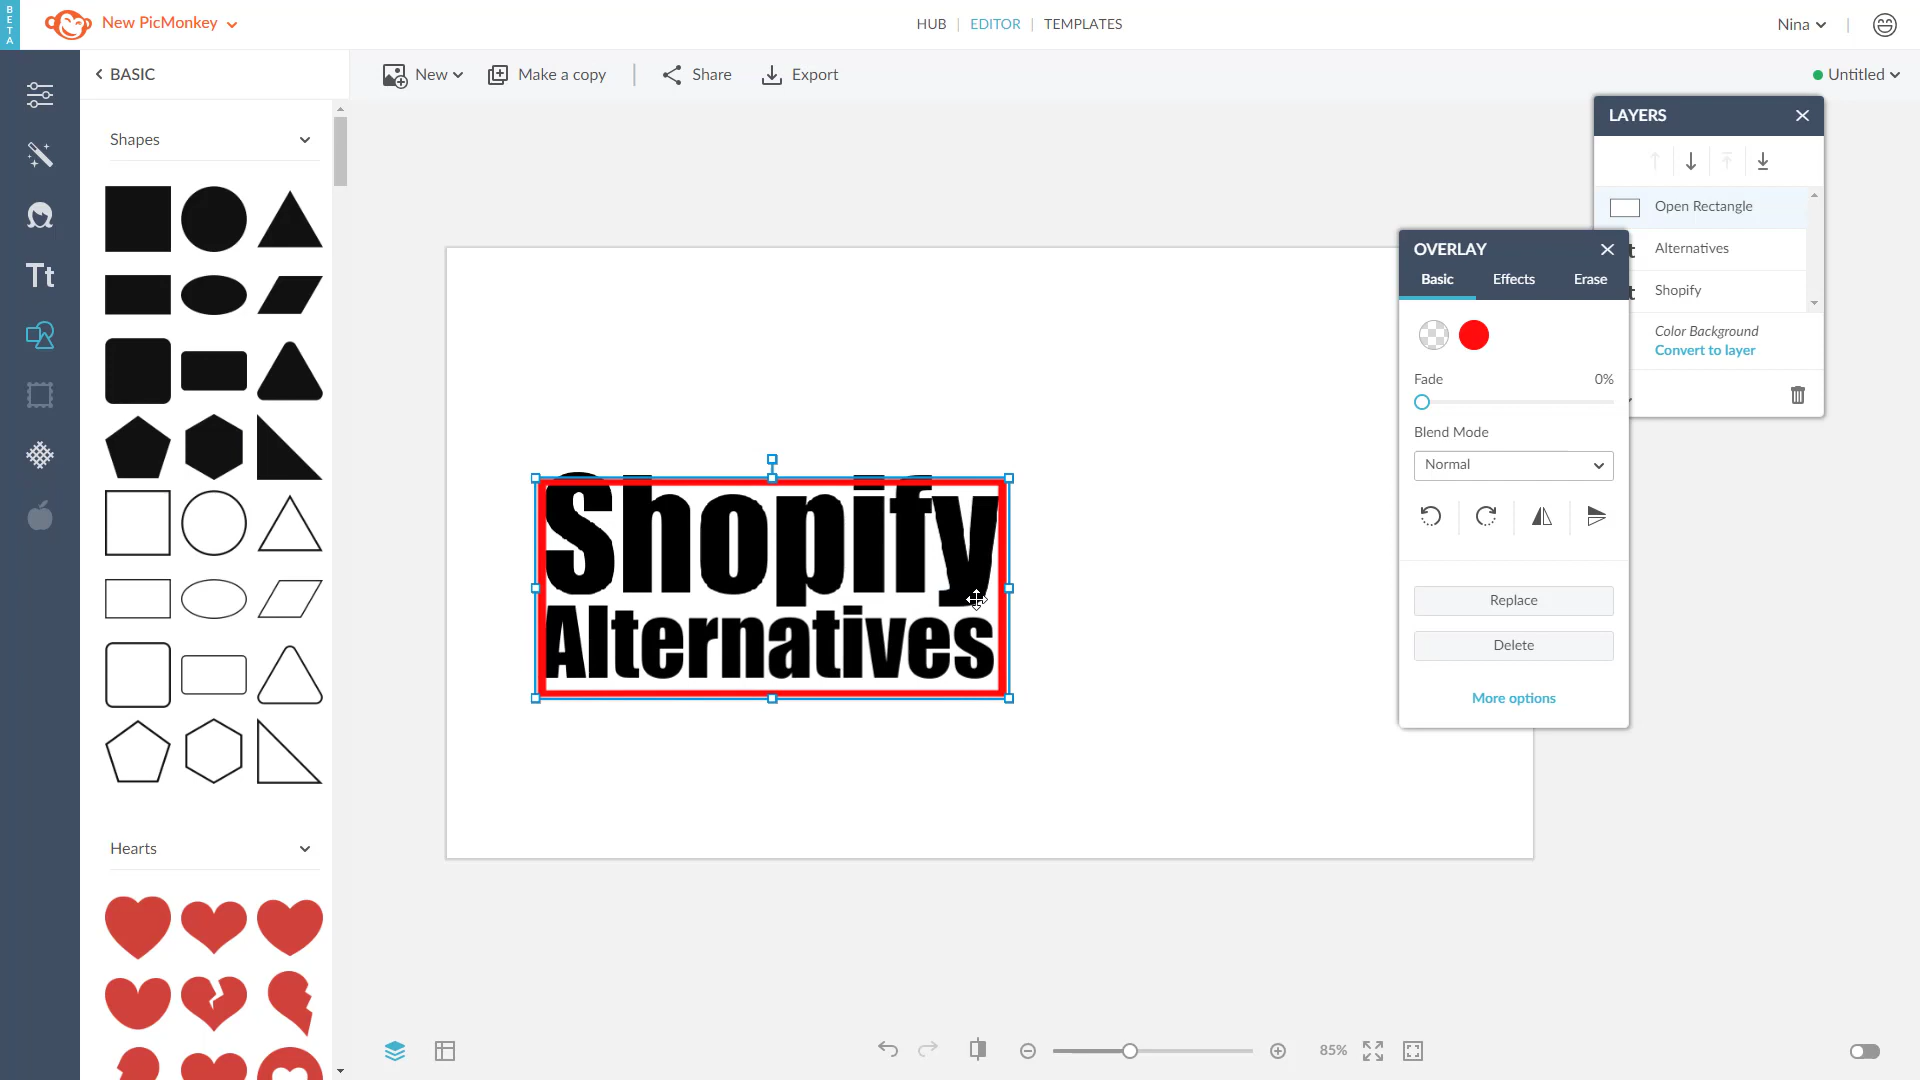 BETA
New PicMonkey
HUB | EDITOR | TEMPLATES
Nina
BASIC
New
Make a copy
Share
Export
Untitled
Shapes
Hearts
LAYERS
Open Rectangle
Alternatives
Shopify
Color Background
Convert to layer
OVERLAY
Basic
Effects
Erase
Fade
0%
Blend Mode
Normal
Replace
Delete
More options
Shopify
Alternatives
Tt
85%